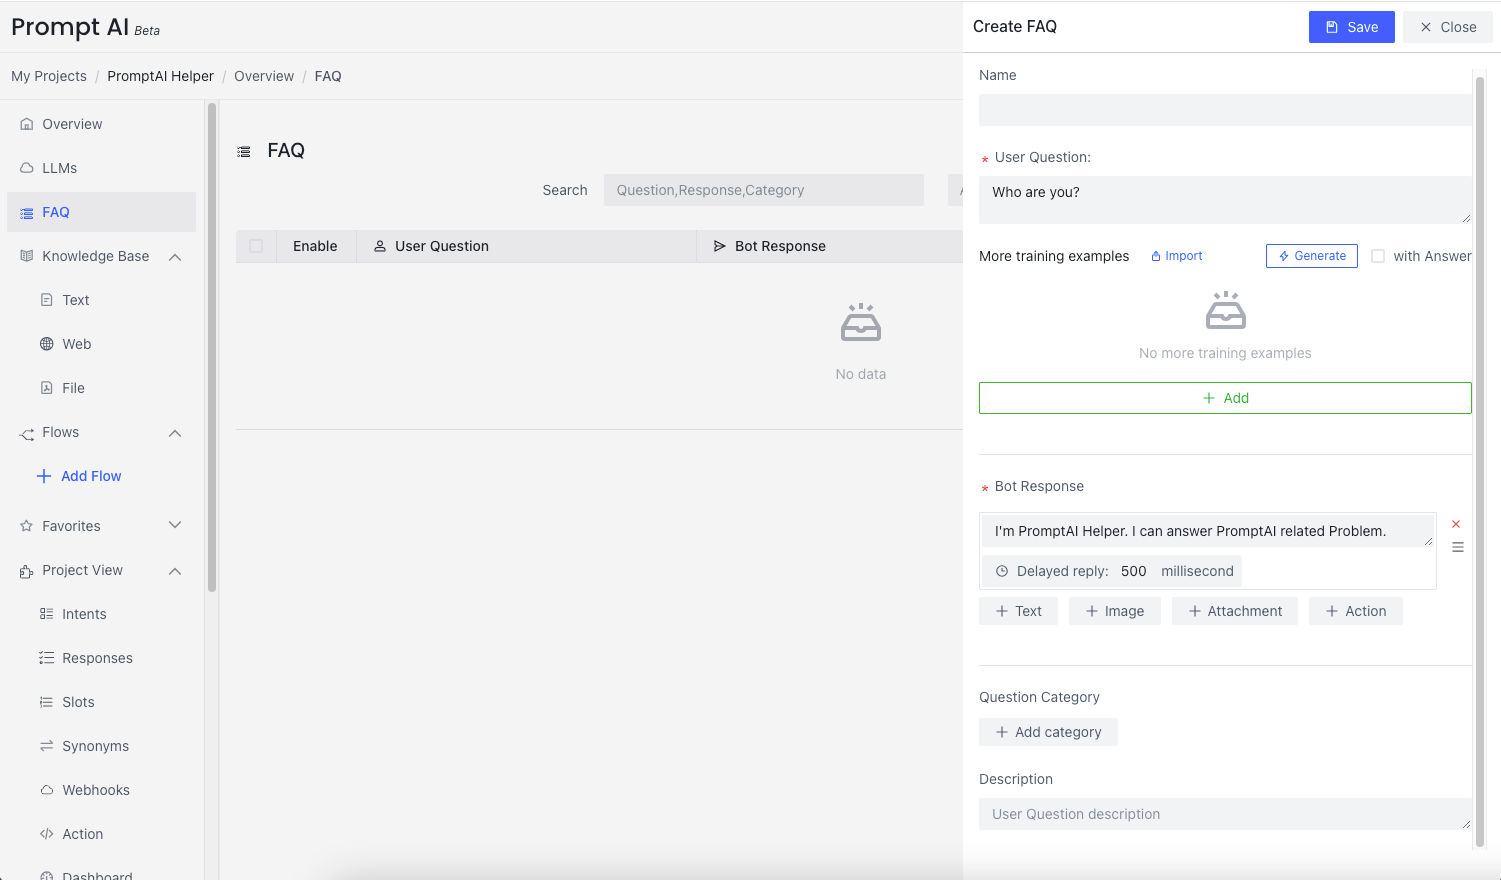 Prompt AI Beta
My Projects / PromptAI Helper / Overview / FAQ
Overview
LLMs
FAQ
Knowledge Base
Text
Web
File
Flows
Add Flow
Favorites
Project View
Intents
Responses
Slots
Synonyms
Webhooks
Action
Dashboard
FAQ
Search Question,Response,Category
Enable User Question Bot Response
No data
Create FAQ Save Close
Name
* User Question:
Who are you?
More training examples Import Generate with Answer
No more training examples
+ Add
* Bot Response
I'm PromptAI Helper. I can answer PromptAI related Problem.
Delayed reply: 500 millisecond
+ Text + Image + Attachment + Action
Question Category
+ Add category
Description
User Question description